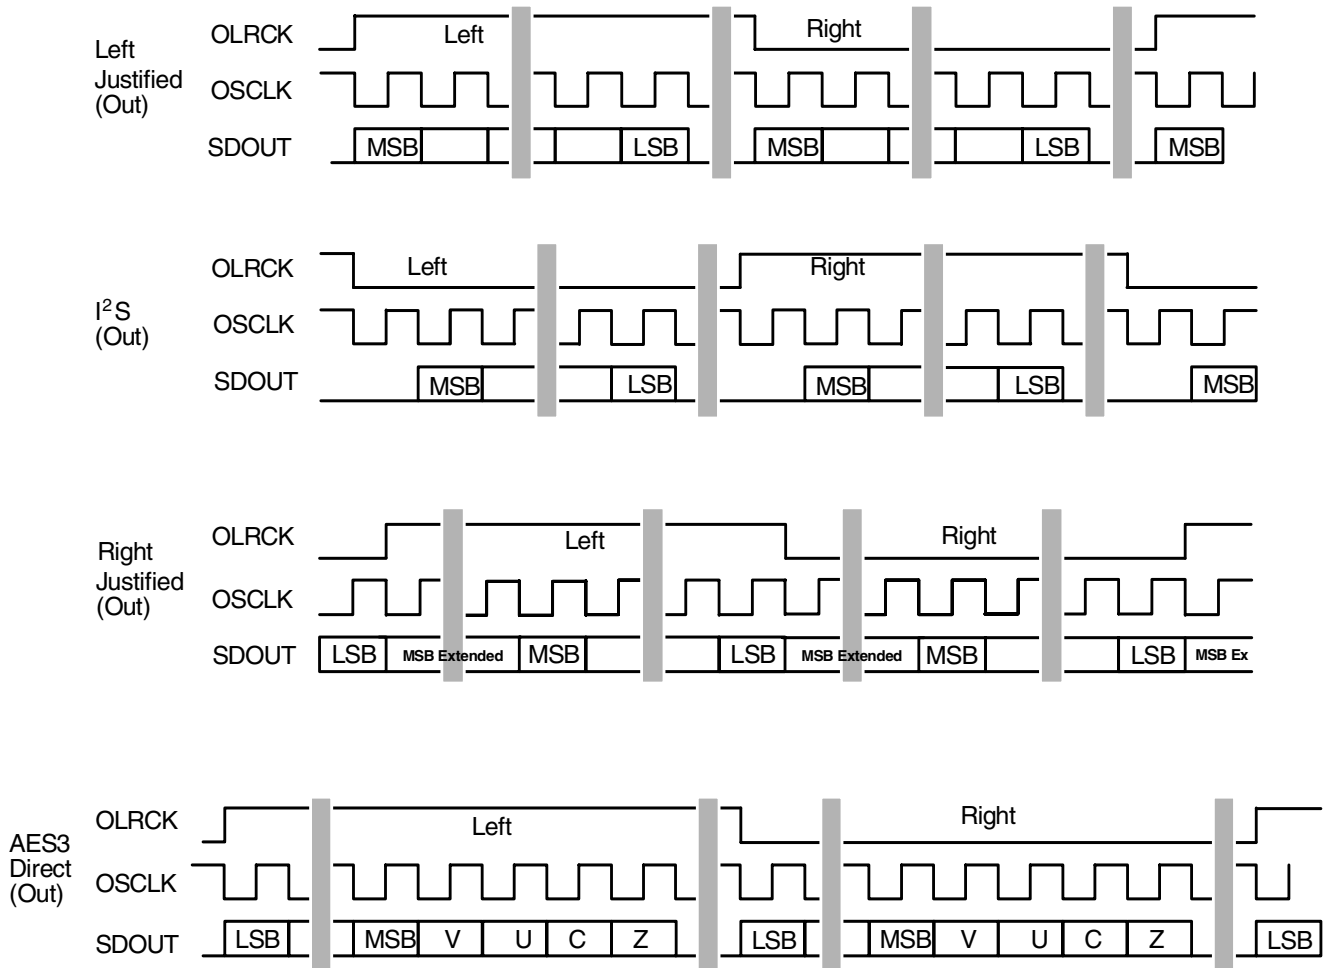 Left
Justified
(Out)
OLRCK Left Right
OSCLK
SDOUT MSB LSB MSB LSB MSB
I²S
(Out)
OLRCK Left Right
OSCLK
SDOUT MSB LSB MSB LSB MSB
Right
Justified
(Out)
OLRCK Left Right
OSCLK
SDOUT LSB MSB Extended MSB LSB MSB Extended MSB LSB MSB Ex
AES3
Direct
(Out)
OLRCK Left Right
OSCLK
SDOUT LSB MSB V U C Z LSB MSB V U C Z LSB